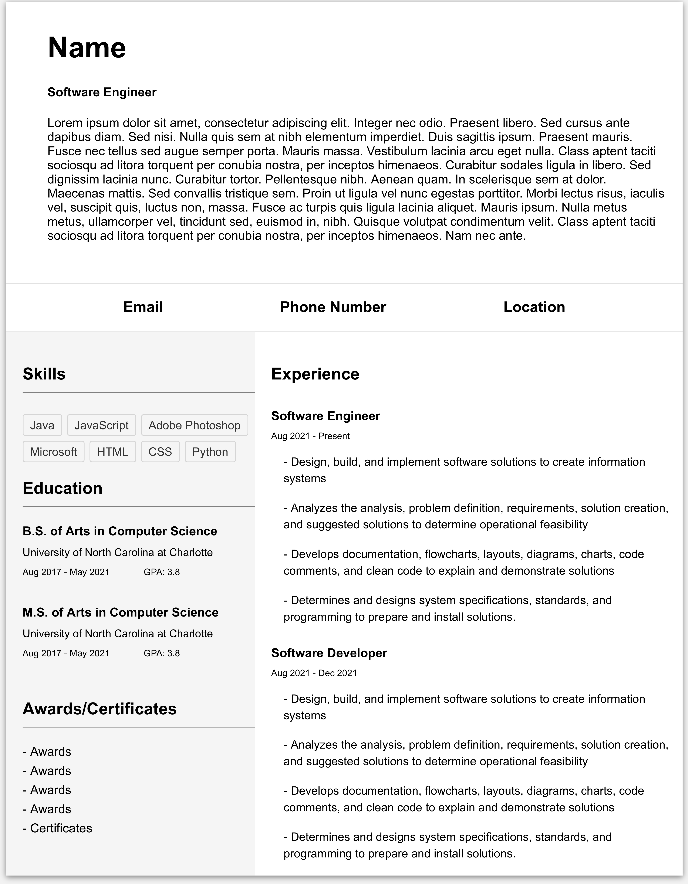 Name
Software Engineer
Lorem ipsum dolor sit amet, consectetur adipiscing elit. Integer nec odio. Praesent libero. Sed cursus ante
dapibus diam. Sed nisi. Nulla quis sem at nibh elementum imperdiet. Duis sagittis ipsum. Praesent mauris.
Fusce nec tellus sed augue semper porta. Mauris massa. Vestibulum lacinia arcu eget nulla. Class aptent taciti
sociosqu ad litora torquent per conubia nostra, per inceptos himenaeos. Curabitur sodales ligula in libero. Sed
dignissim lacinia nunc. Curabitur tortor. Pellentesque nibh. Aenean quam. In scelerisque sem at dolor.
Maecenas mattis. Sed convallis tristique sem. Proin ut ligula vel nunc egestas porttitor. Morbi lectus risus, iaculis
vel, suscipit quis, luctus non, massa. Fusce ac turpis quis ligula lacinia aliquet. Mauris ipsum. Nulla metus
metus, ullamcorper vel, tincidunt sed, euismod in, nibh. Quisque volutpat condimentum velit. Class aptent taciti
sociosqu ad litora torquent per conubia nostra, per inceptos himenaeos. Nam nec ante.
Email Phone Number Location
Skills
Java JavaScript Adobe Photoshop
Microsoft HTML CSS Python
Education
B.S. of Arts in Computer Science
University of North Carolina at Charlotte
Aug 2017 - May 2021 GPA: 3.8
M.S. of Arts in Computer Science
University of North Carolina at Charlotte
Aug 2017 - May 2021 GPA: 3.8
Awards/Certificates
- Awards
- Awards
- Awards
- Awards
- Certificates
Experience
Software Engineer
Aug 2021 - Present
- Design, build, and implement software solutions to create information
systems
- Analyzes the analysis, problem definition, requirements, solution creation,
and suggested solutions to determine operational feasibility
- Develops documentation, flowcharts, layouts, diagrams, charts, code
comments, and clean code to explain and demonstrate solutions
- Determines and designs system specifications, standards, and
programming to prepare and install solutions.
Software Developer
Aug 2021 - Dec 2021
- Design, build, and implement software solutions to create information
systems
- Analyzes the analysis, problem definition, requirements, solution creation,
and suggested solutions to determine operational feasibility
- Develops documentation, flowcharts, layouts, diagrams, charts, code
comments, and clean code to explain and demonstrate solutions
- Determines and designs system specifications, standards, and
programming to prepare and install solutions.